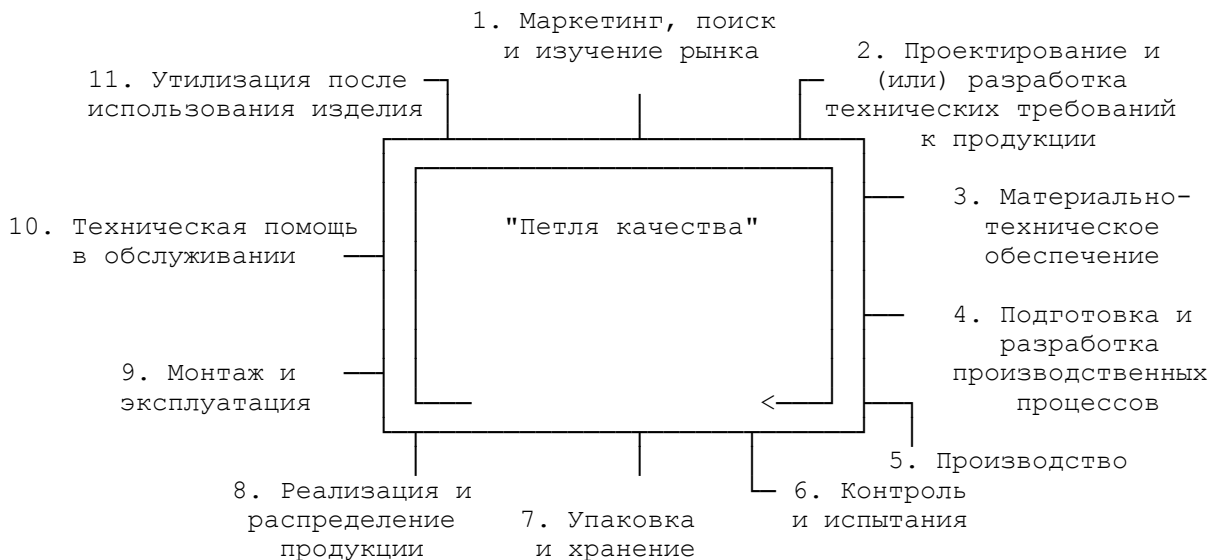 1. Маркетинг, поиск
и изучение рынка
2. Проектирование и
(или) разработка
технических требований
к продукции
11. Утилизация после
использования изделия
"Петля качества"
3. Материально-
техническое
обеспечение
10. Техническая помощь
в обслуживании
4. Подготовка и
разработка
производственных
процессов
9. Монтаж и
эксплуатация
5. Производство
8. Реализация и
распределение
продукции
7. Упаковка
и хранение
6. Контроль
и испытания